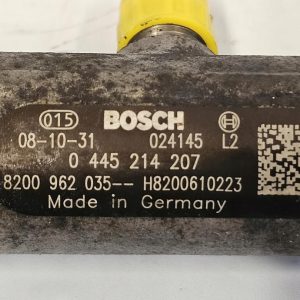 015 BOSCH
08-10-31 024145 L2
0 445 214 207
8200 962 035-- H8200610223
Made in Germany